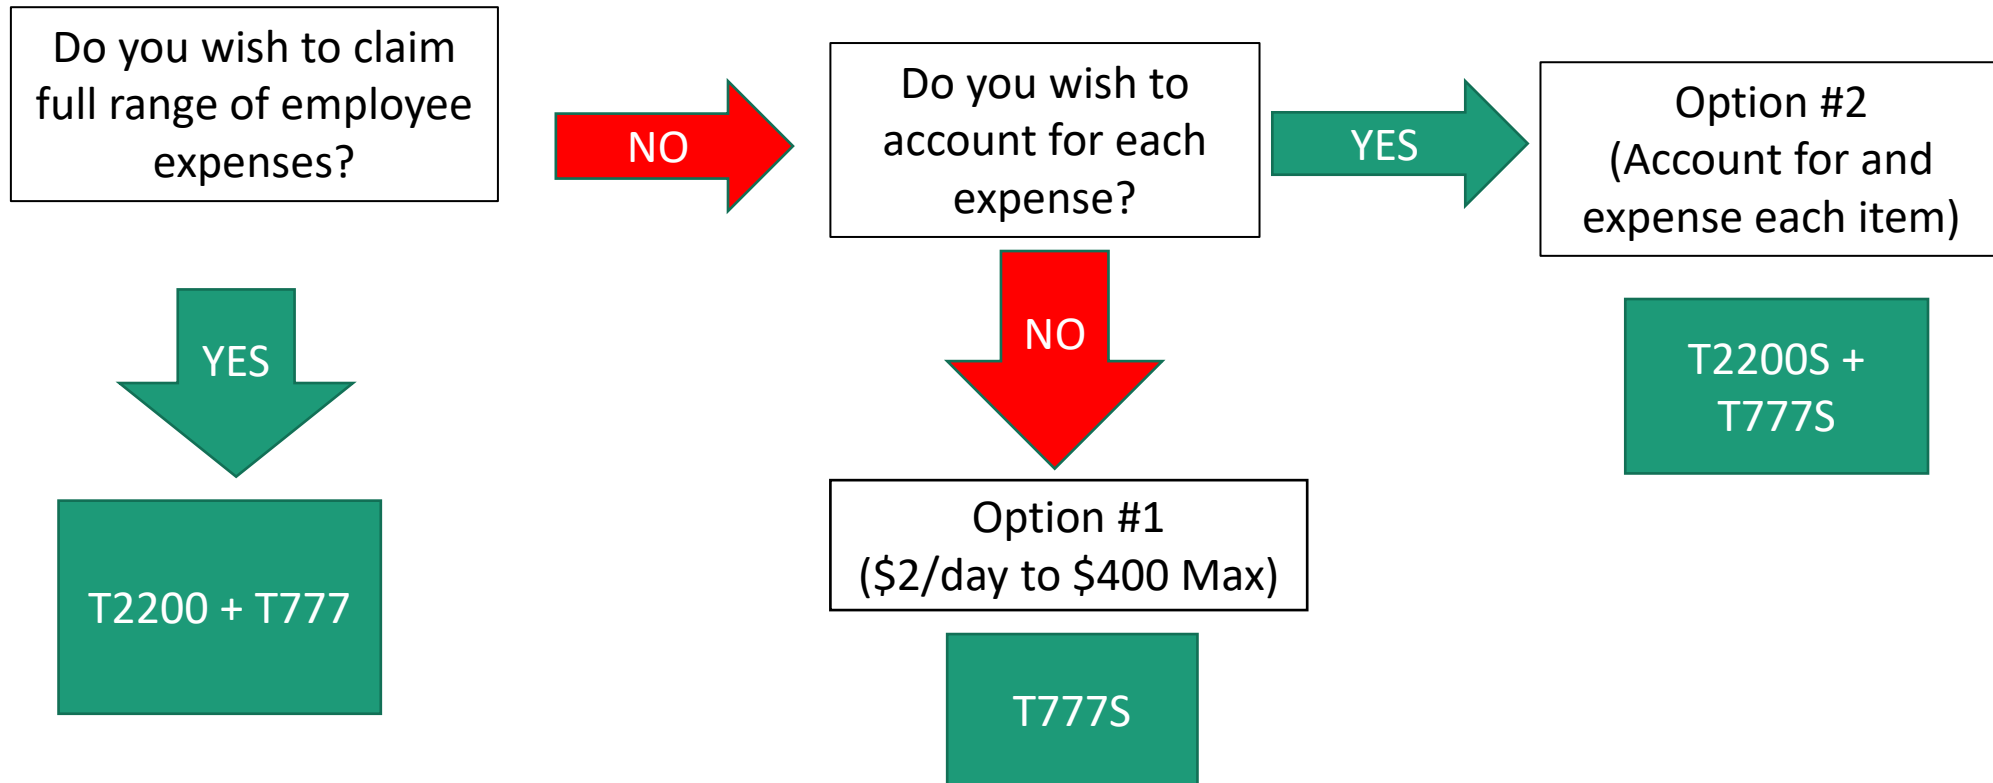 Do you wish to claim
full range of employee
expenses?
NO
Do you wish to
account for each
expense?
YES
Option #2
(Account for and
expense each item)
YES
NO
T2200S +
T777S
Option #1
($2/day to $400 Max)
T2200 + T777
T777S